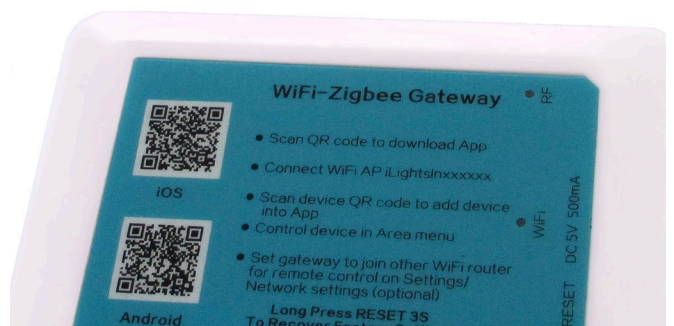 WiFi-Zigbee Gateway
RF
• Scan QR code to download App
• Connect WiFi AP iLightsInxxxxxx
iOS
• Scan device QR code to add device
into App
• Control device in Area menu
WiFi
DC 5V 500mA
• Set gateway to join other WiFi router
for remote control on Settings/
Network settings (optional)
RESET
Android
Long Press RESET 3S
To Recover